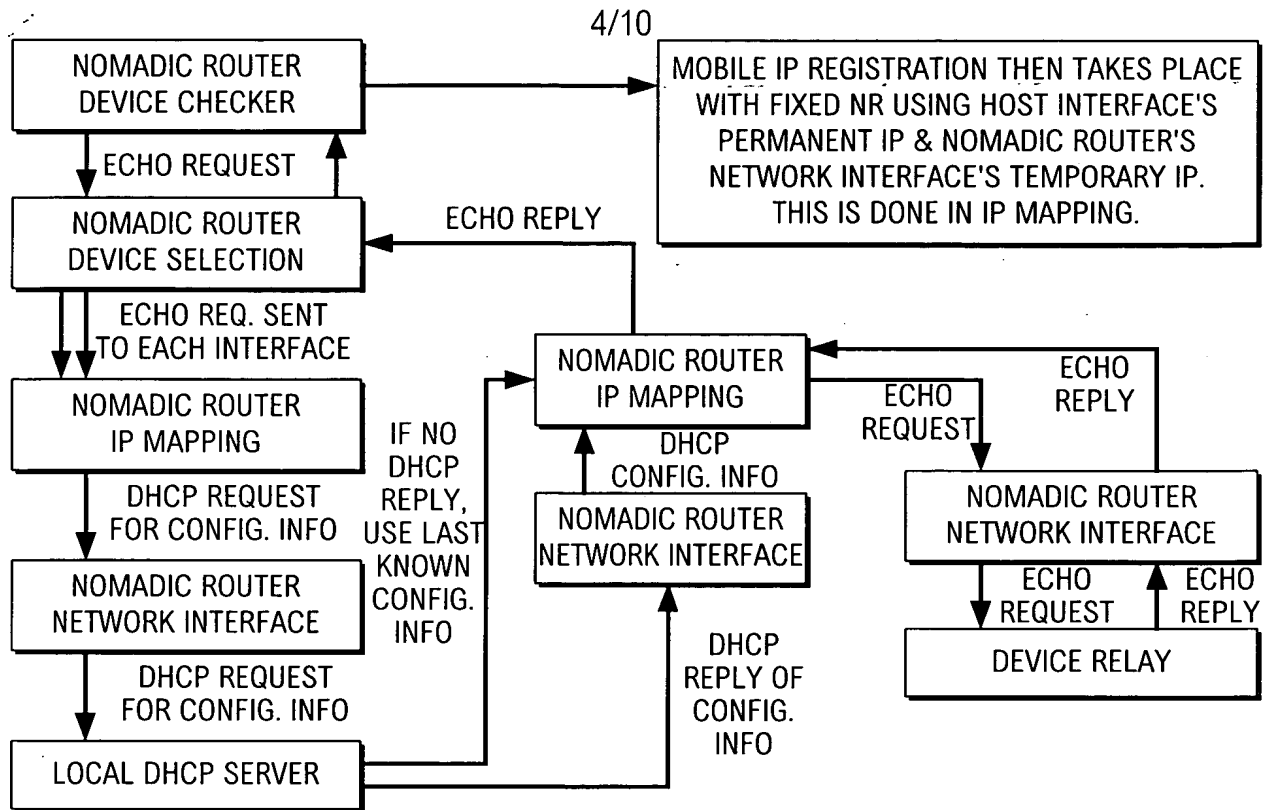 4/10
NOMADIC ROUTER
DEVICE CHECKER
MOBILE IP REGISTRATION THEN TAKES PLACE
WITH FIXED NR USING HOST INTERFACE'S
PERMANENT IP & NOMADIC ROUTER'S
NETWORK INTERFACE'S TEMPORARY IP.
THIS IS DONE IN IP MAPPING.
ECHO REQUEST
NOMADIC ROUTER
DEVICE SELECTION
ECHO REPLY
ECHO REQ. SENT
TO EACH INTERFACE
NOMADIC ROUTER
IP MAPPING
DHCP REQUEST
FOR CONFIG. INFO
NOMADIC ROUTER
NETWORK INTERFACE
DHCP REQUEST
FOR CONFIG. INFO
LOCAL DHCP SERVER
IF NO
DHCP
REPLY,
USE LAST
KNOWN
CONFIG.
INFO
NOMADIC ROUTER
IP MAPPING
DHCP
CONFIG. INFO
NOMADIC ROUTER
NETWORK INTERFACE
DHCP
REPLY OF
CONFIG.
INFO
ECHO
REQUEST
ECHO
REPLY
NOMADIC ROUTER
NETWORK INTERFACE
ECHO
REQUEST
ECHO
REPLY
DEVICE RELAY